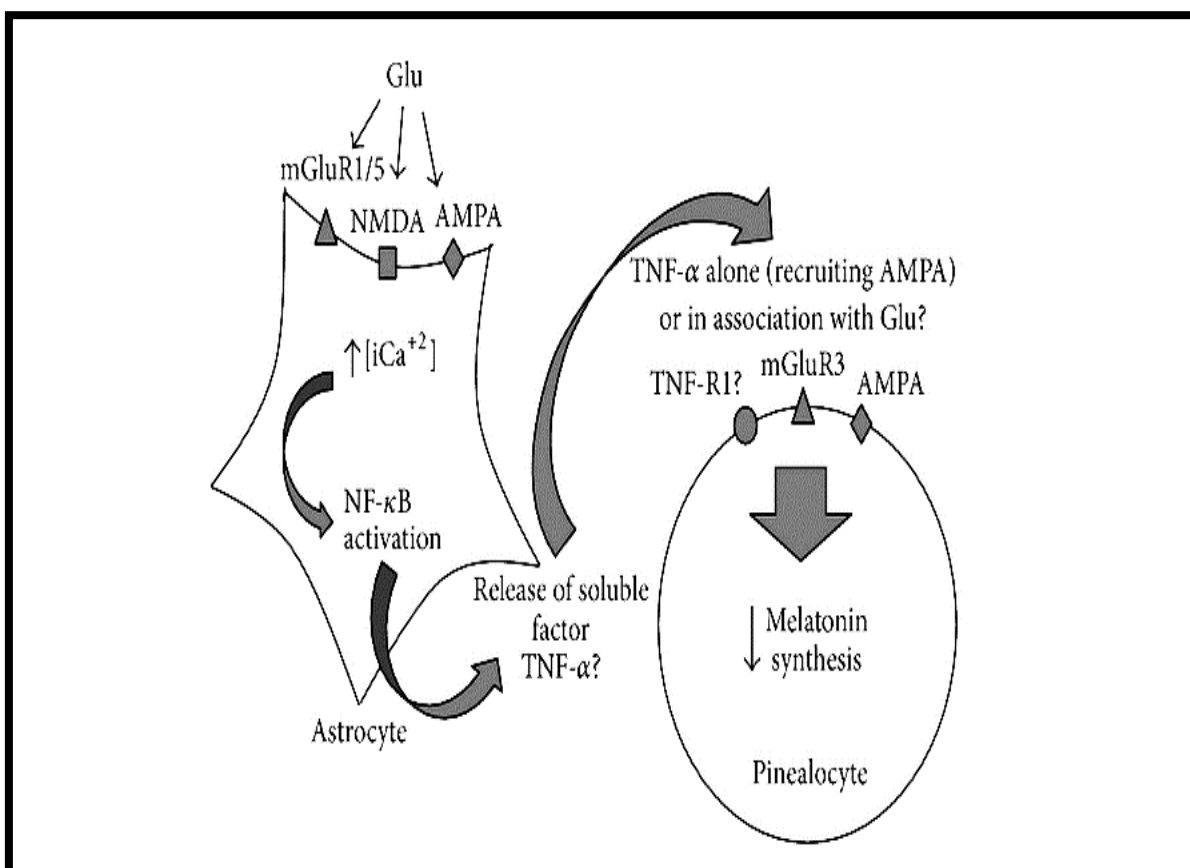 Glu
mGluR1/5
NMDA
AMPA
↑[iCa⁺²]
NF-κB
activation
Astrocyte
Release of soluble
factor
TNF-α?
TNF-α alone (recruiting AMPA)
or in association with Glu?
TNF-R1?
mGluR3
AMPA
↓ Melatonin
synthesis
Pinealocyte